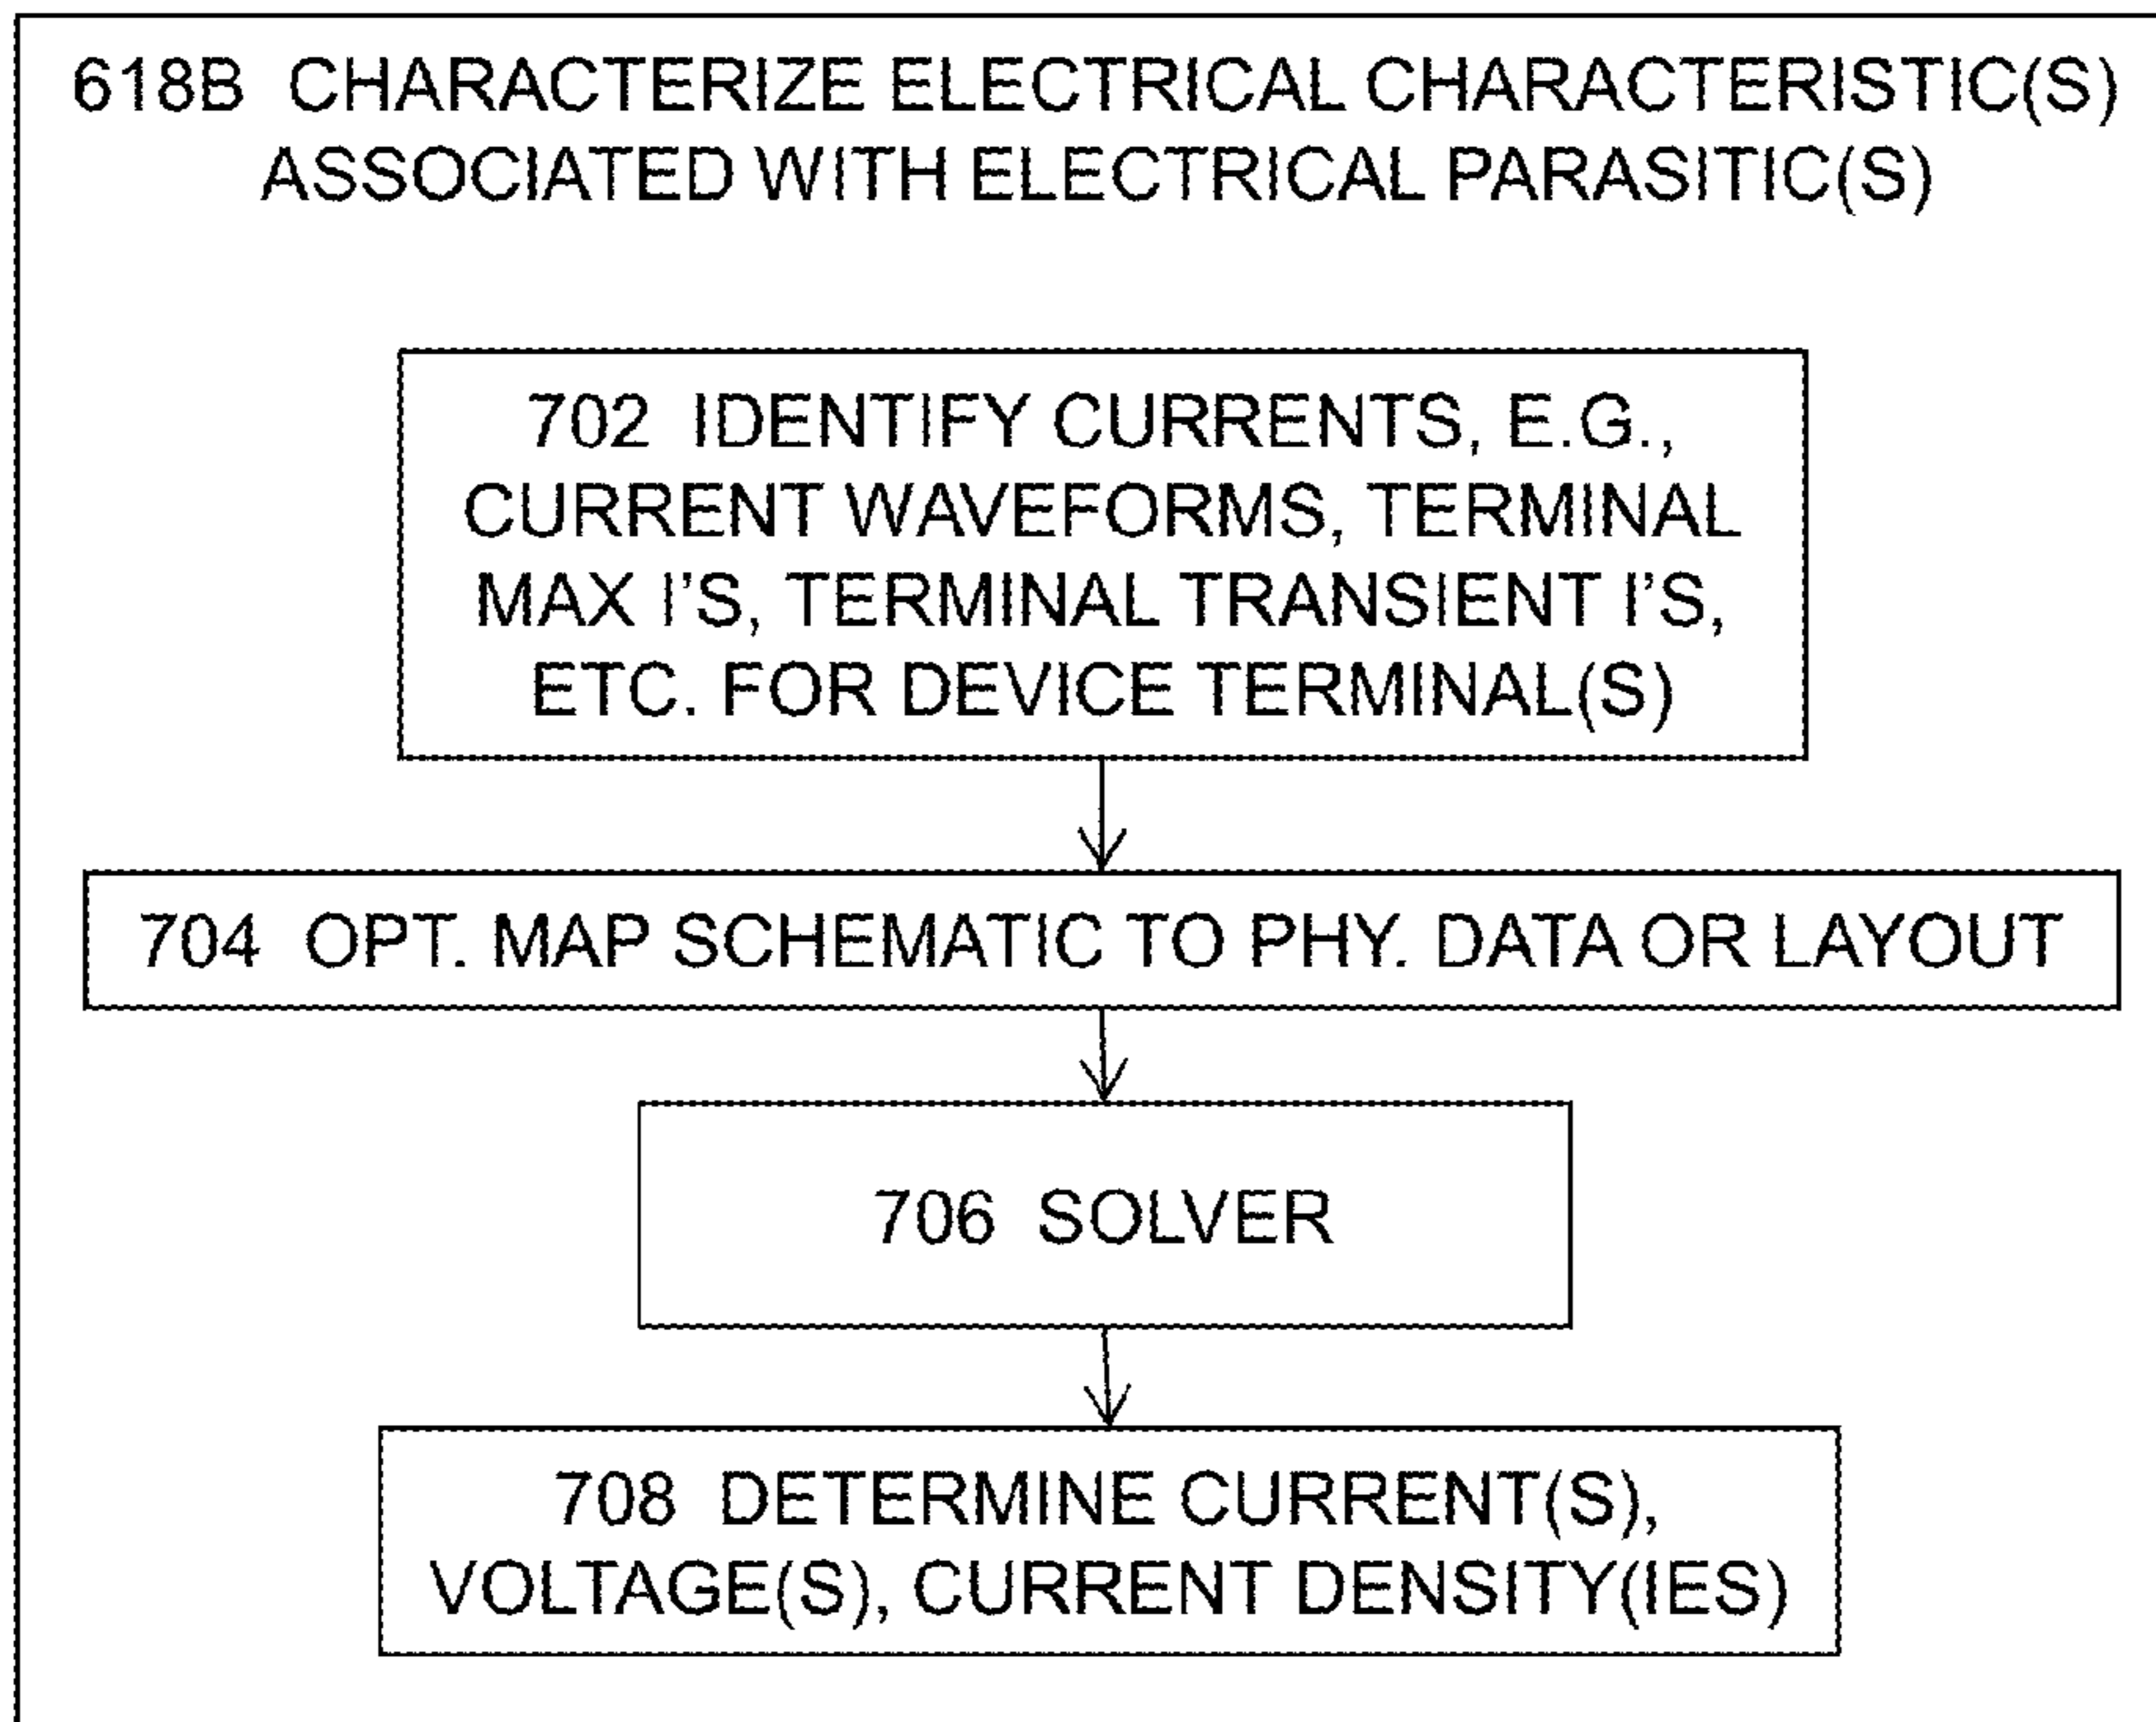 618B CHARACTERIZE ELECTRICAL CHARACTERISTIC(S)
ASSOCIATED WITH ELECTRICAL PARASITIC(S)
702 IDENTIFY CURRENTS, E.G.,
CURRENT WAVEFORMS, TERMINAL
MAX I'S, TERMINAL TRANSIENT I'S,
ETC. FOR DEVICE TERMINAL(S)
704 OPT. MAP SCHEMATIC TO PHY. DATA OR LAYOUT
706 SOLVER
708 DETERMINE CURRENT(S),
VOLTAGE(S), CURRENT DENSITY(IES)